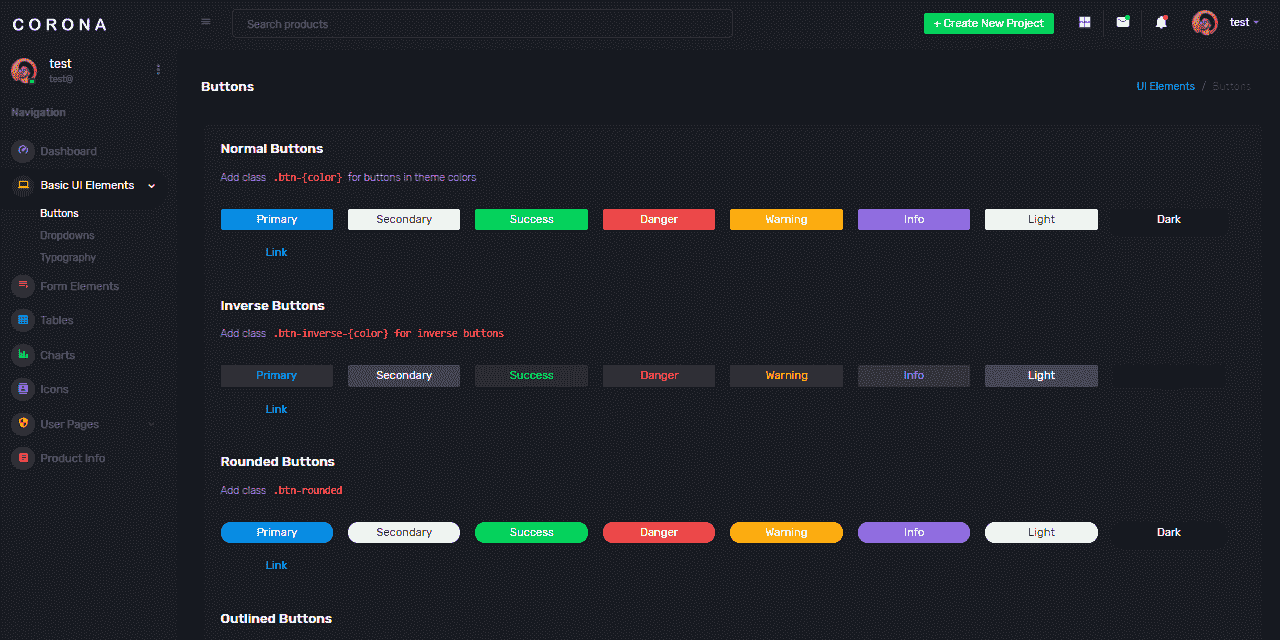 CORONA
Search products
+ Create New Project
test
test
test@
Navigation
Dashboard
Basic UI Elements
Buttons
Dropdowns
Typography
Form Elements
Tables
Charts
Icons
User Pages
Product Info
Buttons
UI Elements / Buttons
Normal Buttons
Add class .btn-{color} for buttons in theme colors
Primary Secondary Success Danger Warning Info Light Dark
Link
Inverse Buttons
Add class .btn-inverse-{color} for inverse buttons
Primary Secondary Success Danger Warning Info Light
Link
Rounded Buttons
Add class .btn-rounded
Primary Secondary Success Danger Warning Info Light Dark
Link
Outlined Buttons